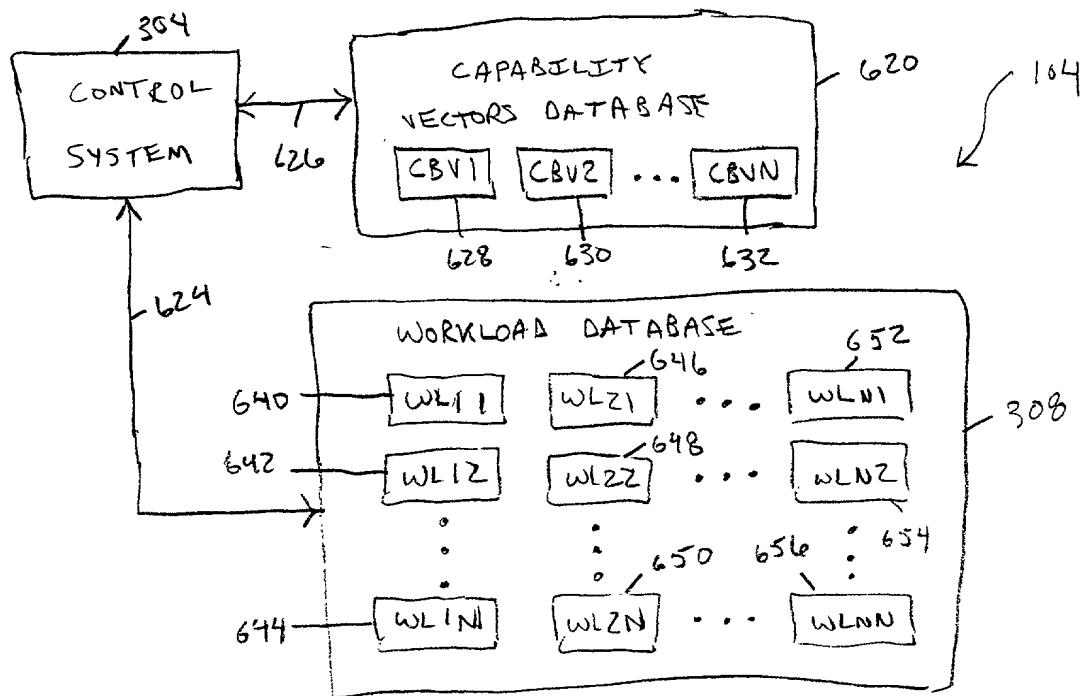 304
CONTROL
SYSTEM
626
CAPABILITY
VECTORS DATABASE
620
104
CBV1 CBV2 ... CBVN
628 630 632
624
WORKLOAD DATABASE
646 652
640 WL11 WL21 ... WLN1
308
648
642 WL12 WL22 ... WLN2
654
650 656
644 WL1N WL2N ... WLNN